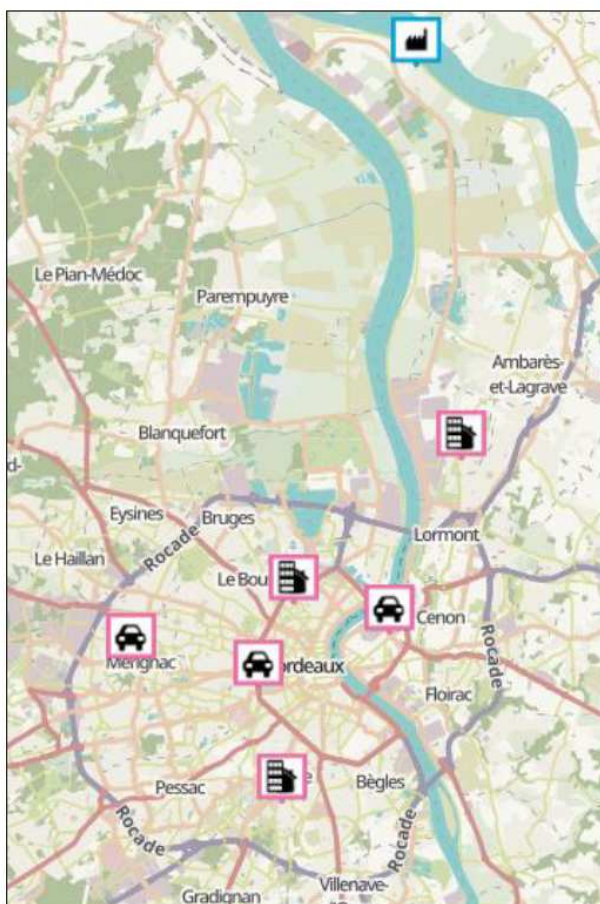 Le Pian-Médoc
Parempuyre
Ambarès-
et-Lagrave
Blanquefort
d-
Eysines
Bruges
Rocade
Lormont
Le Haillan
Le Bou
Cenon
Rocade
Mérignac
ordeaux
Floirac
Pessac
Bègles
Rocade
Rocade
Villenave-
Gradignan